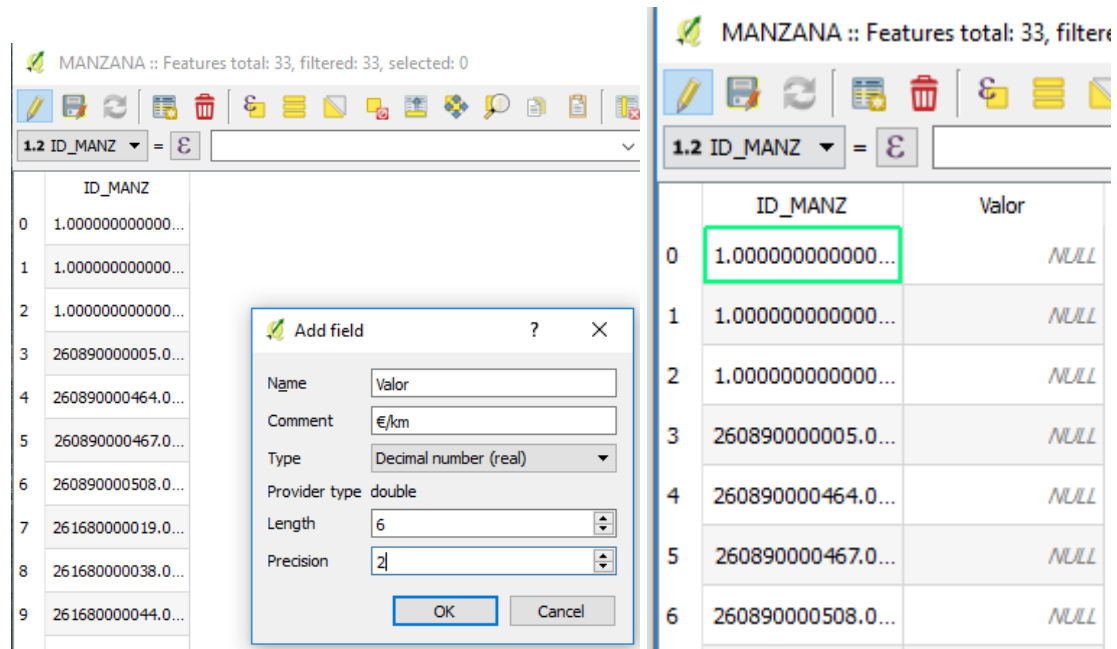 MANZANA :: Features total: 33, filtered: 33, selected: 0
1.2 ID_MANZ = ε
ID_MANZ
0 1.000000000000...
1 1.000000000000...
2 1.000000000000...
3 260890000005.0...
4 260890000464.0...
5 260890000467.0...
6 260890000508.0...
7 261680000019.0...
8 261680000038.0...
9 261680000044.0...
Add field ?
Name Valor
Comment €/km
Type Decimal number (real)
Provider type double
Length 6
Precision 2
OK Cancel
MANZANA :: Features total: 33, filtere
1.2 ID_MANZ = ε
ID_MANZ Valor
0 1.000000000000... NULL
1 1.000000000000... NULL
2 1.000000000000... NULL
3 260890000005.0... NULL
4 260890000464.0... NULL
5 260890000467.0... NULL
6 260890000508.0... NULL